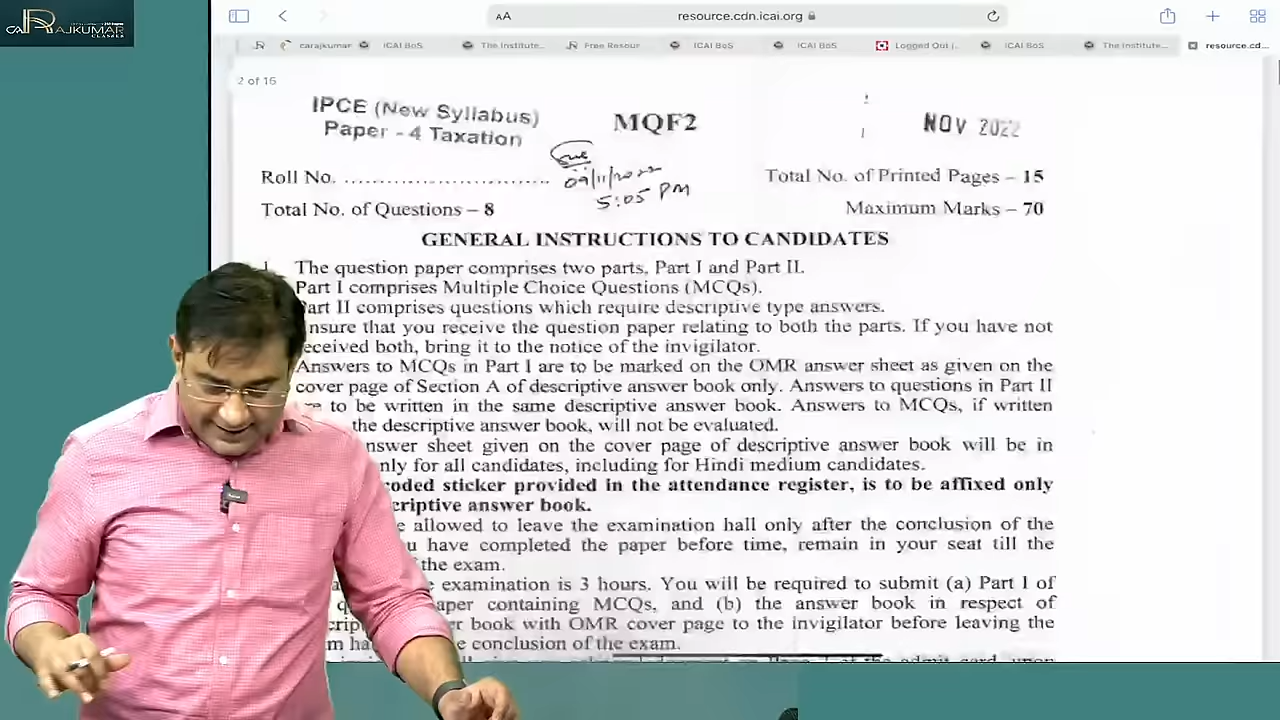 CA RAJKUMAR
CLASSES
AA
resource.cdn.icai.org
carajkumar
ICAI BoS
The Institute...
Free Resour
ICAI BoS
ICAI BoS
Logged Out |.
ICAI BoS
The Institute...
resource.cd...
2 of 15
IPCE (New Syllabus)
Paper - 4 Taxation
MQF2
NOV 2022
09/11/2022
5:05 PM
Roll No.
Total No. of Printed Pages – 15
Total No. of Questions – 8
Maximum Marks – 70
GENERAL INSTRUCTIONS TO CANDIDATES
The question paper comprises two parts, Part I and Part II.
Part I comprises Multiple Choice Questions (MCQs).
art II comprises questions which require descriptive type answers.
nsure that you receive the question paper relating to both the parts. If you have not
eceived both, bring it to the notice of the invigilator.
Answers to MCQs in Part I are to be marked on the OMR answer sheet as given on the
cover page of Section A of descriptive answer book only. Answers to questions in Part II
re to be written in the same descriptive answer book. Answers to MCQs, if written
the descriptive answer book, will not be evaluated.
nswer sheet given on the cover page of descriptive answer book will be in
nly for all candidates, including for Hindi medium candidates.
coded sticker provided in the attendance register, is to be affixed only
criptive answer book.
e allowed to leave the examination hall only after the conclusion of the
u have completed the paper before time, remain in your seat till the
f the exam.
examination is 3 hours. You will be required to submit (a) Part I of
aper containing MCQs, and (b) the answer book in respect of
r book with OMR cover page to the invigilator before leaving the
e conclusion of the exam.